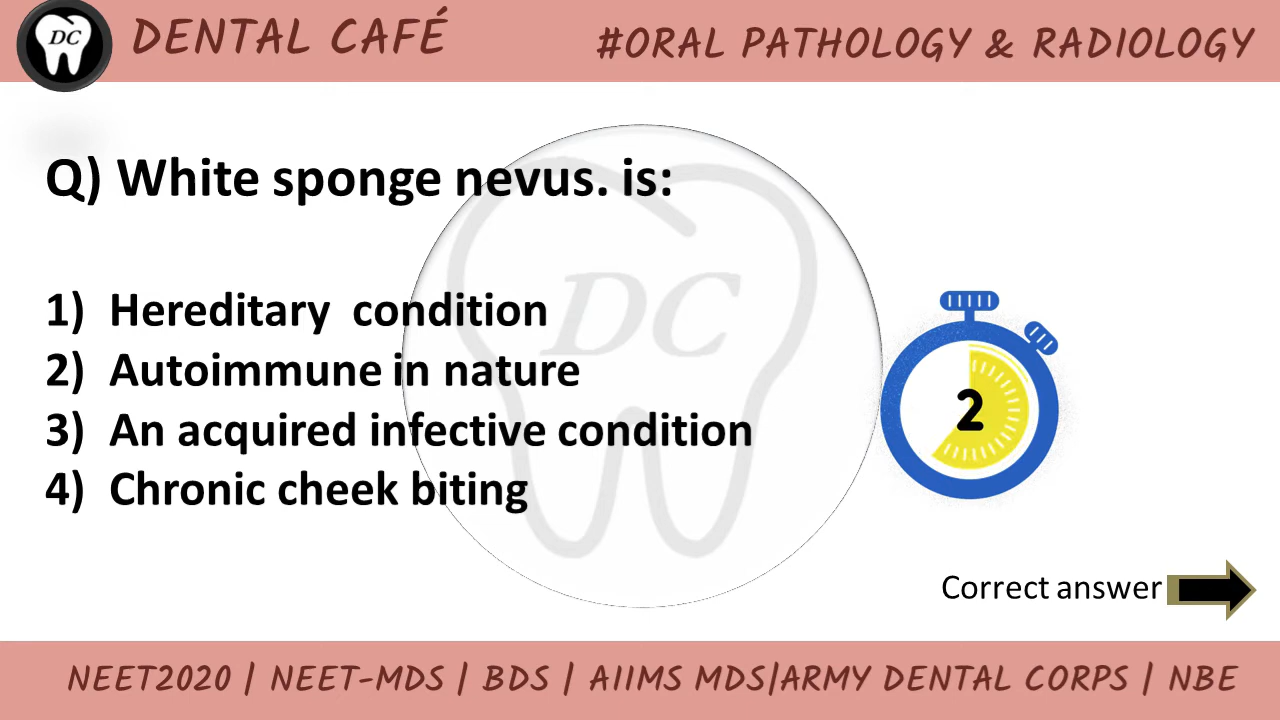 DC DENTAL CAFÉ
#ORAL PATHOLOGY & RADIOLOGY
Q) White sponge nevus. is:
DC
1) Hereditary condition
2) Autoimmune in nature
3) An acquired infective condition
4) Chronic cheek biting
2
Correct answer
NEET2020 | NEET-MDS | BDS | AIIMS MDS|ARMY DENTAL CORPS | NBE